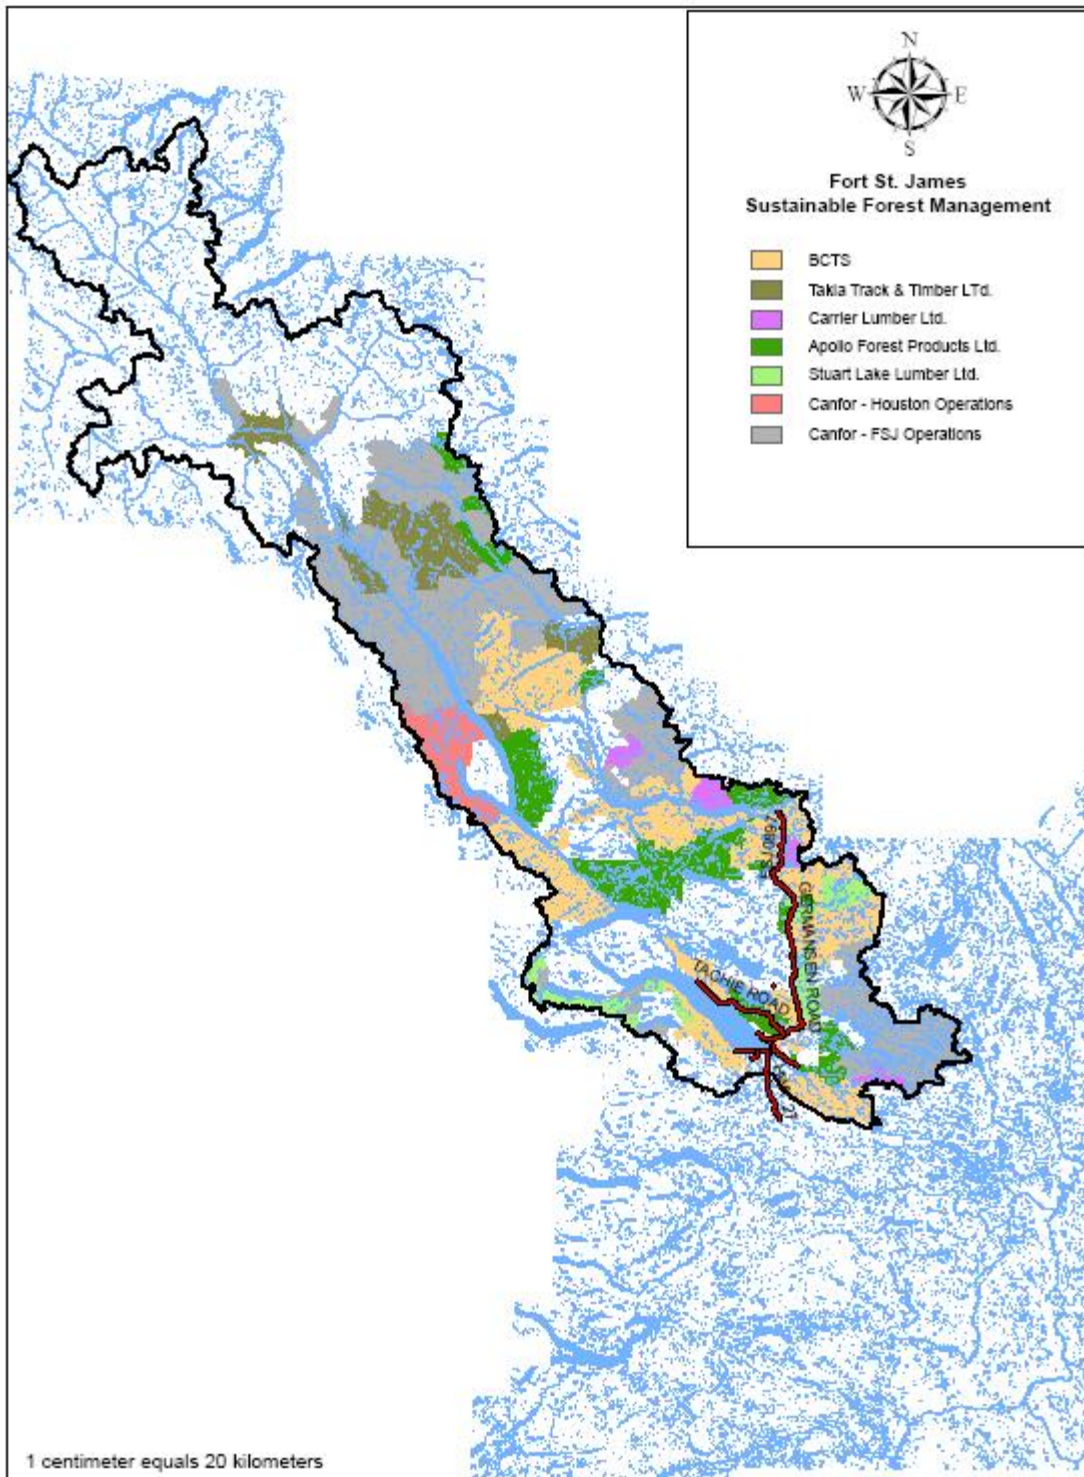 N
W E
S
Fort St. James
Sustainable Forest Management
BCTS
Takla Track & Timber LTd.
Carrier Lumber Ltd.
Apollo Forest Products Ltd.
Stuart Lake Lumber Ltd.
Canfor - Houston Operations
Canfor - FSJ Operations
GERMANSEN ROAD
TACHIE ROAD
27
1 centimeter equals 20 kilometers